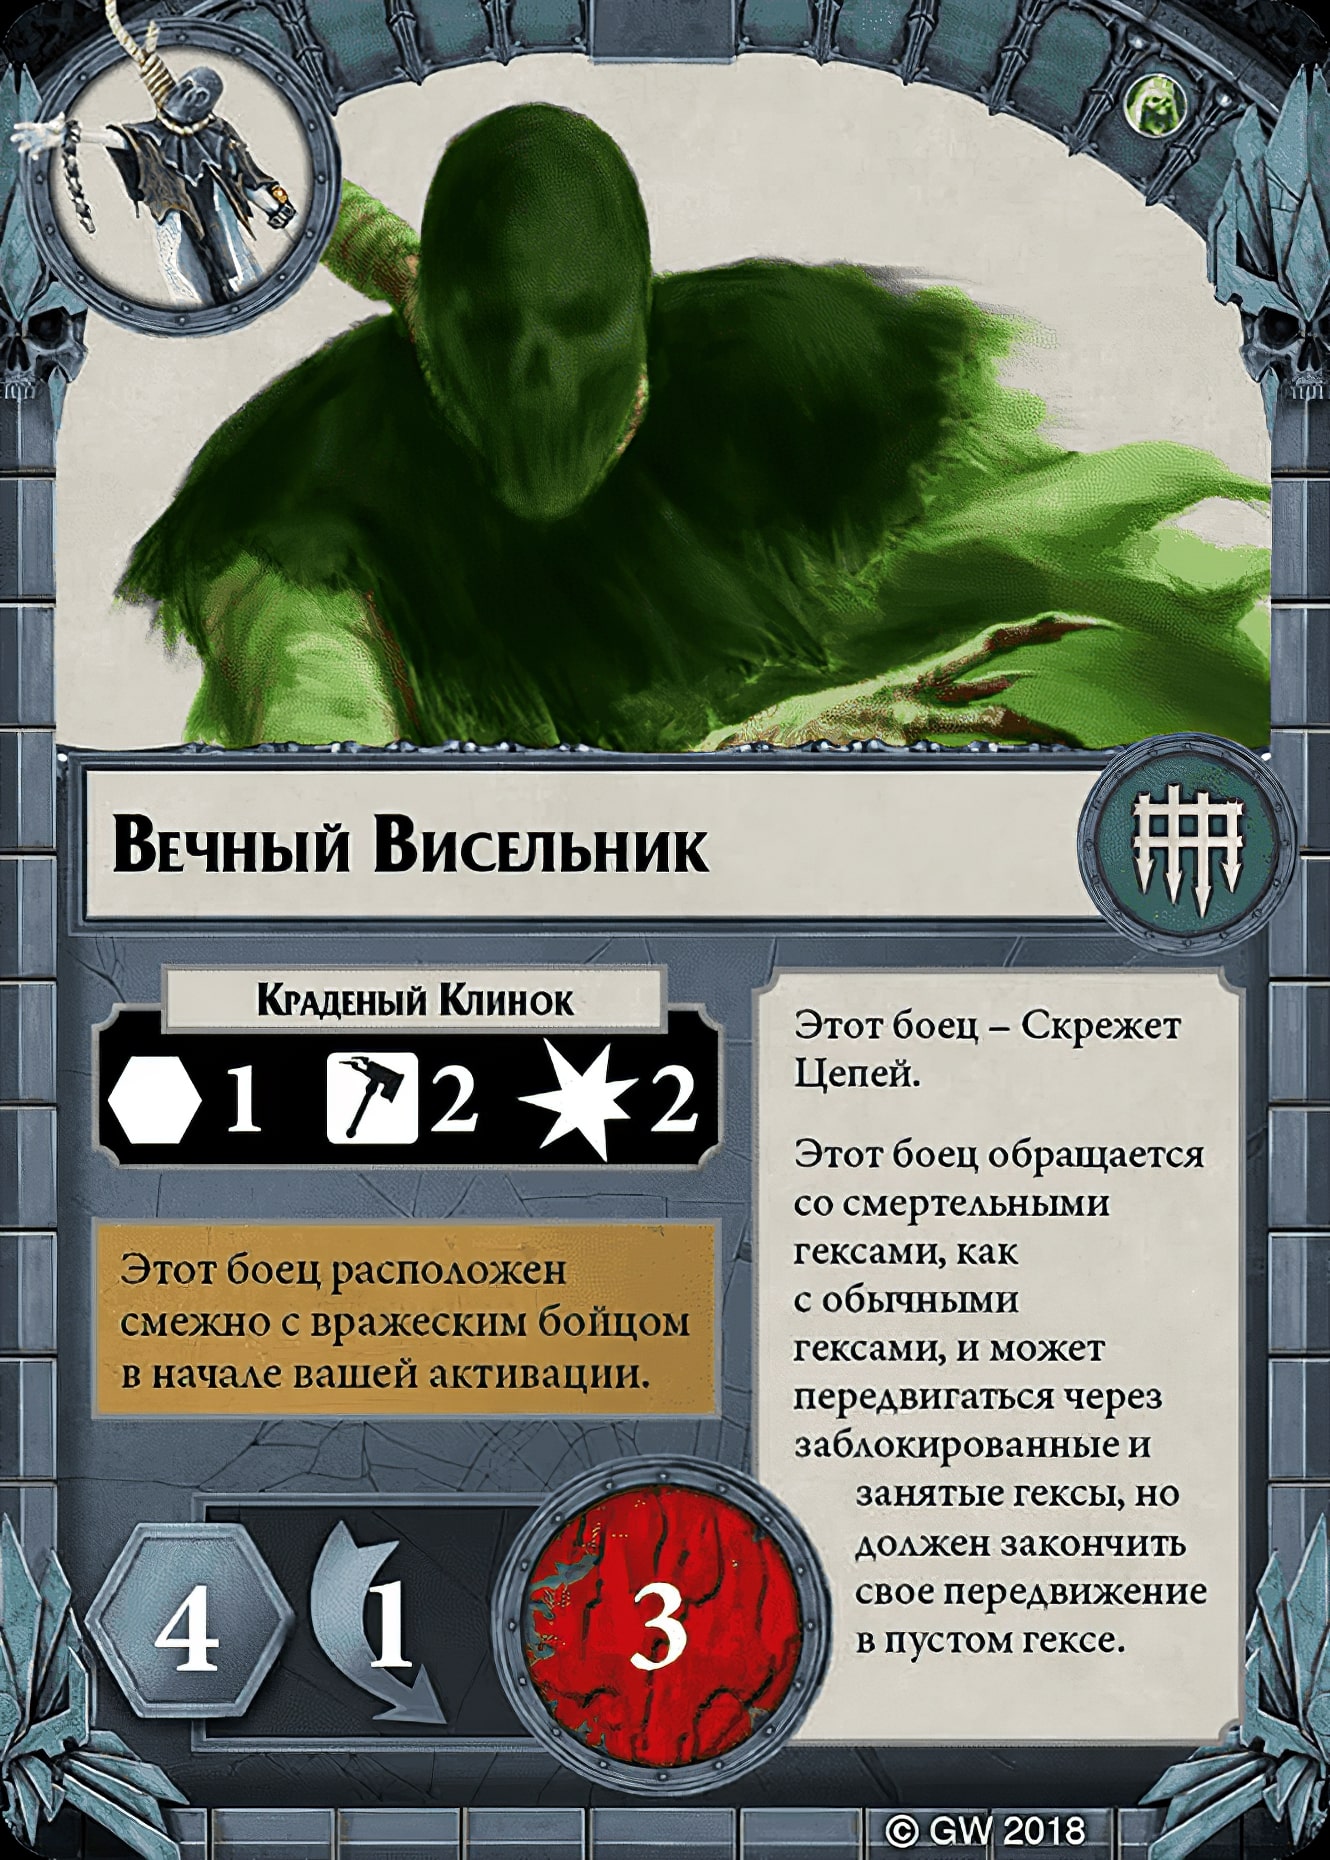 Вечный Висельник
Краденый Клинок
1 2 2
Этот боец – Скрежет
Цепей.
Этот боец обращается
со смертельными
гексами, как
с обычными
гексами, и может
передвигаться через
заблокированные и
занятые гексы, но
должен закончить
свое передвижение
в пустом гексе.
Этот боец расположен
смежно с вражеским бойцом
в начале вашей активации.
4 1 3
© GW 2018